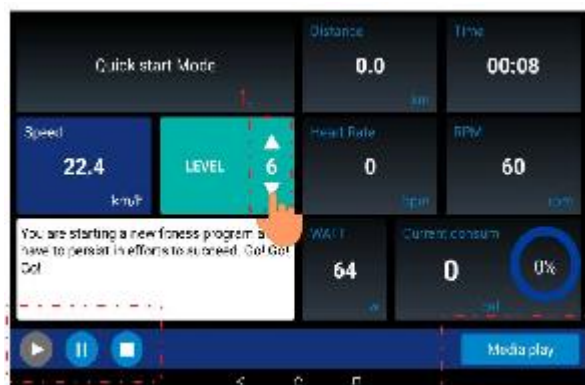 Quick start Mode
Distance
0.0
km
Time
00:08
1.
Speed
22.4
km/h
LEVEL
6
Heart Rate
0
bpm
RPM
60
rpm
You are starting a new fitness program a
have to persist in efforts to succeed. Go! Go!
Go!
WATT
64
w
Current consum
0
cal
0%
Media play